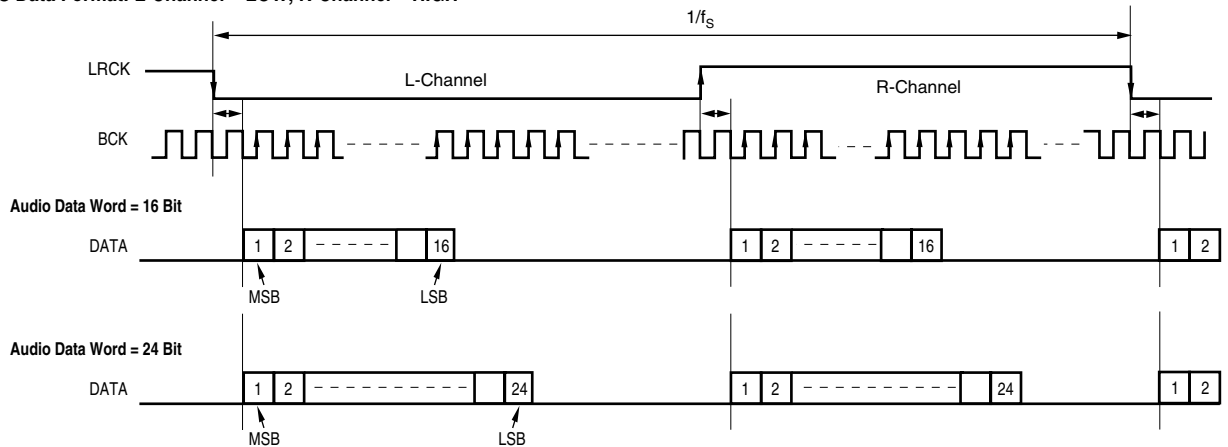 1/fS
LRCK
L-Channel
R-Channel
BCK
Audio Data Word = 16 Bit
DATA 1 2 16 1 2 16 1 2
MSB LSB
Audio Data Word = 24 Bit
DATA 1 2 24 1 2 24 1 2
MSB LSB